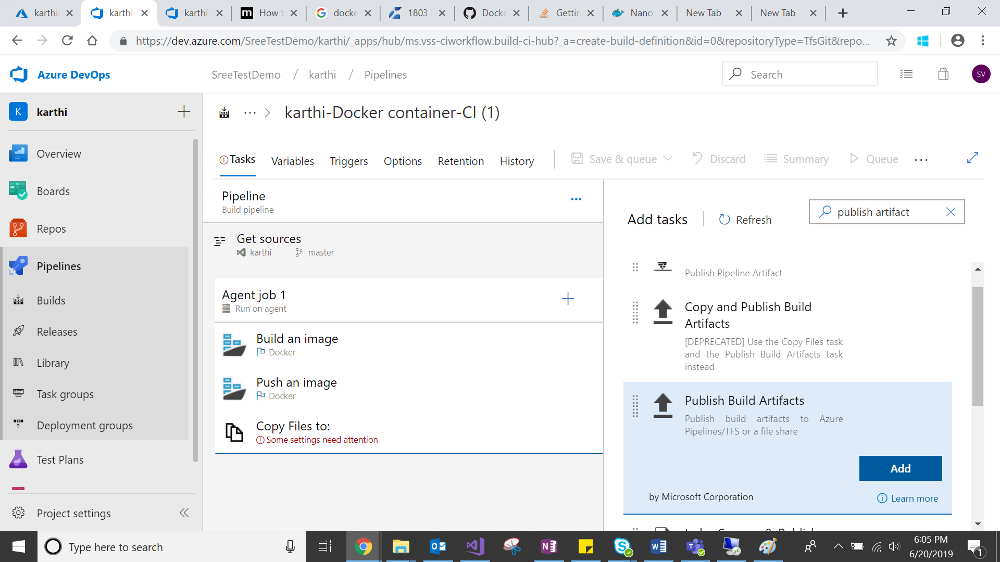 karthi
karthi
karthi
How t
docke
1803
Docke
Gettin
Nano
New Tab
New Tab
https://dev.azure.com/SreeTestDemo/karthi/_apps/hub/ms.vss-ciworkflow.build-ci-hub?_a=create-build-definition&id=0&repositoryType=TfsGit&repo...
Azure DevOps
SreeTestDemo / karthi / Pipelines
Search
SV
K karthi
karthi-Docker container-CI (1)
Overview
Boards
Repos
Pipelines
Builds
Releases
Library
Task groups
Deployment groups
Test Plans
Project settings
Tasks Variables Triggers Options Retention History
Save & queue Discard Summary Queue
Pipeline
Build pipeline
Get sources
karthi master
Agent job 1
Run on agent
Build an image
Docker
Push an image
Docker
Copy Files to:
Some settings need attention
Add tasks Refresh
publish artifact
Publish Pipeline Artifact
Copy and Publish Build
Artifacts
[DEPRECATED] Use the Copy Files task
and the Publish Build Artifacts task
instead
Publish Build Artifacts
Publish build artifacts to Azure
Pipelines/TFS or a file share
Add
by Microsoft Corporation
Learn more
Type here to search
6:05 PM
6/20/2019
1